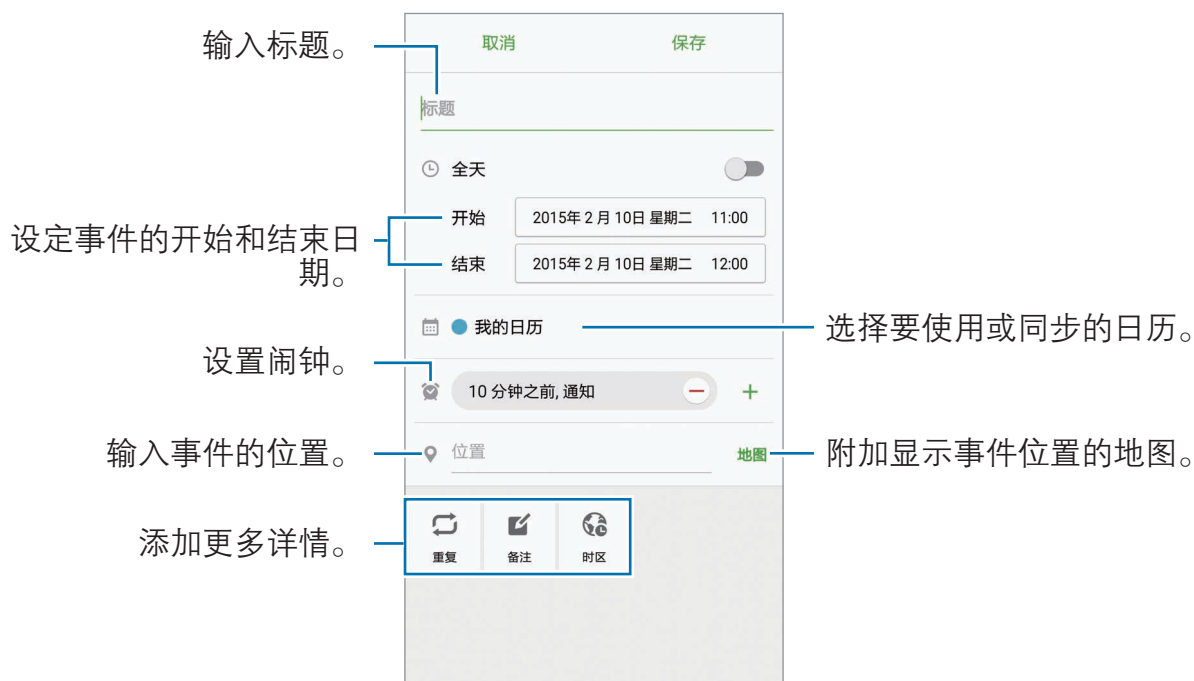 输入标题。
取消 保存
标题
全天
开始 2015年 2 月 10日 星期二 11:00
设定事件的开始和结束日
期。
结束 2015年 2 月 10日 星期二 12:00
我的日历
选择要使用或同步的日历。
设置闹钟。
10 分钟之前, 通知
输入事件的位置。
位置 地图
附加显示事件位置的地图。
添加更多详情。
重复 备注 时区